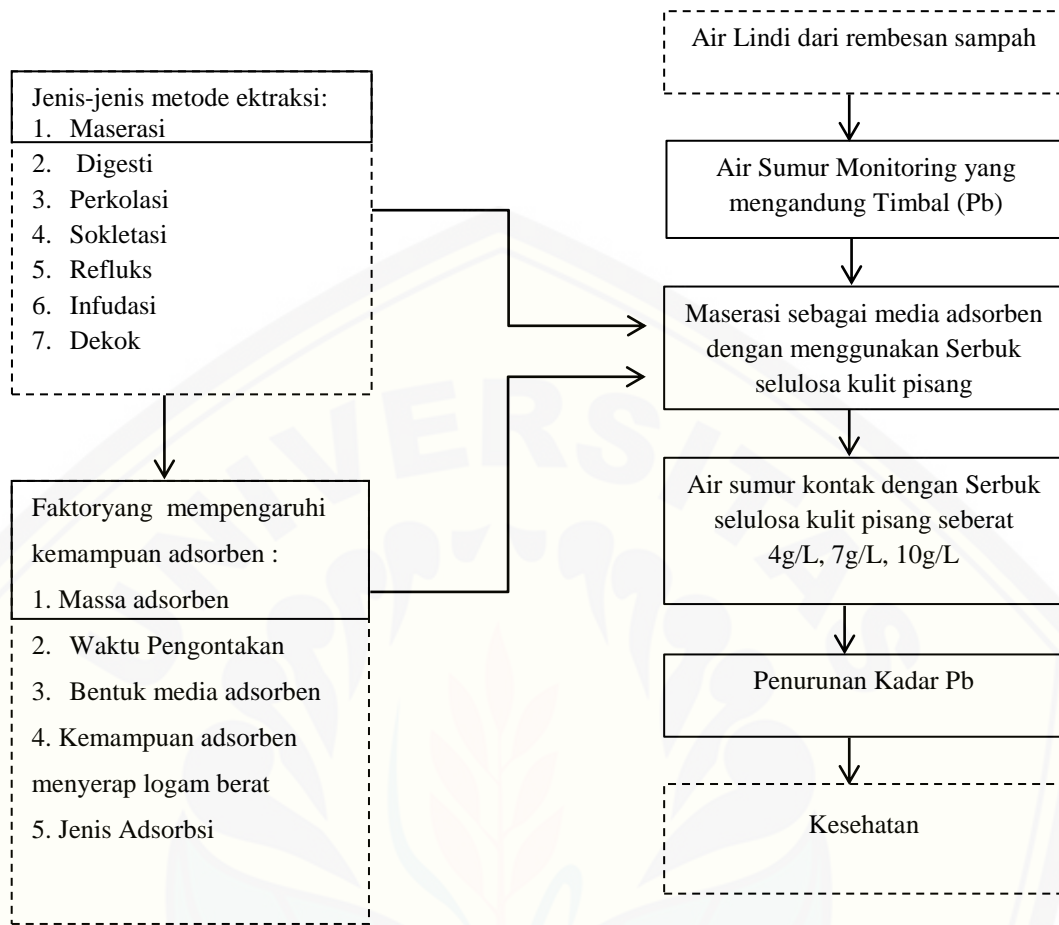 Jenis-jenis metode ektraksi:
1. Maserasi
2. Digesti
3. Perkolasi
4. Sokletasi
5. Refluks
6. Infudasi
7. Dekok
Faktoryang mempengaruhi
kemampuan adsorben :
1. Massa adsorben
2. Waktu Pengontakan
3. Bentuk media adsorben
4. Kemampuan adsorben
menyerap logam berat
5. Jenis Adsorbsi
Air Lindi dari rembesan sampah
Air Sumur Monitoring yang
mengandung Timbal (Pb)
Maserasi sebagai media adsorben
dengan menggunakan Serbuk
selulosa kulit pisang
Air sumur kontak dengan Serbuk
selulosa kulit pisang seberat
4g/L, 7g/L, 10g/L
Penurunan Kadar Pb
Kesehatan
UNIVERSITAS